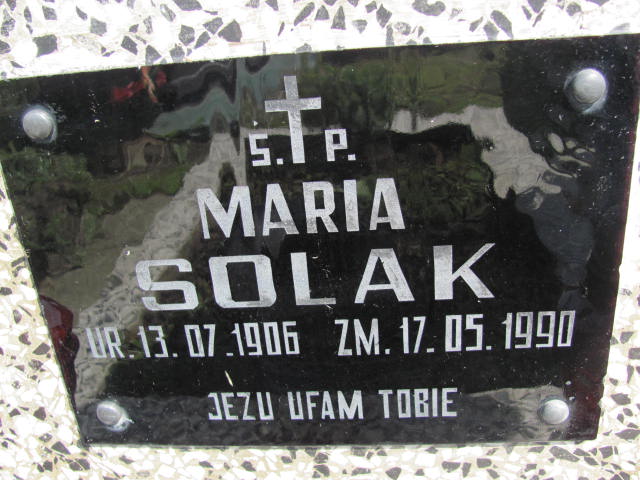 S. P.
MARIA
SOLAK
UR. 13. 07. 1906 ZM. 17. 05. 1990
JEZU UFAM TOBIE